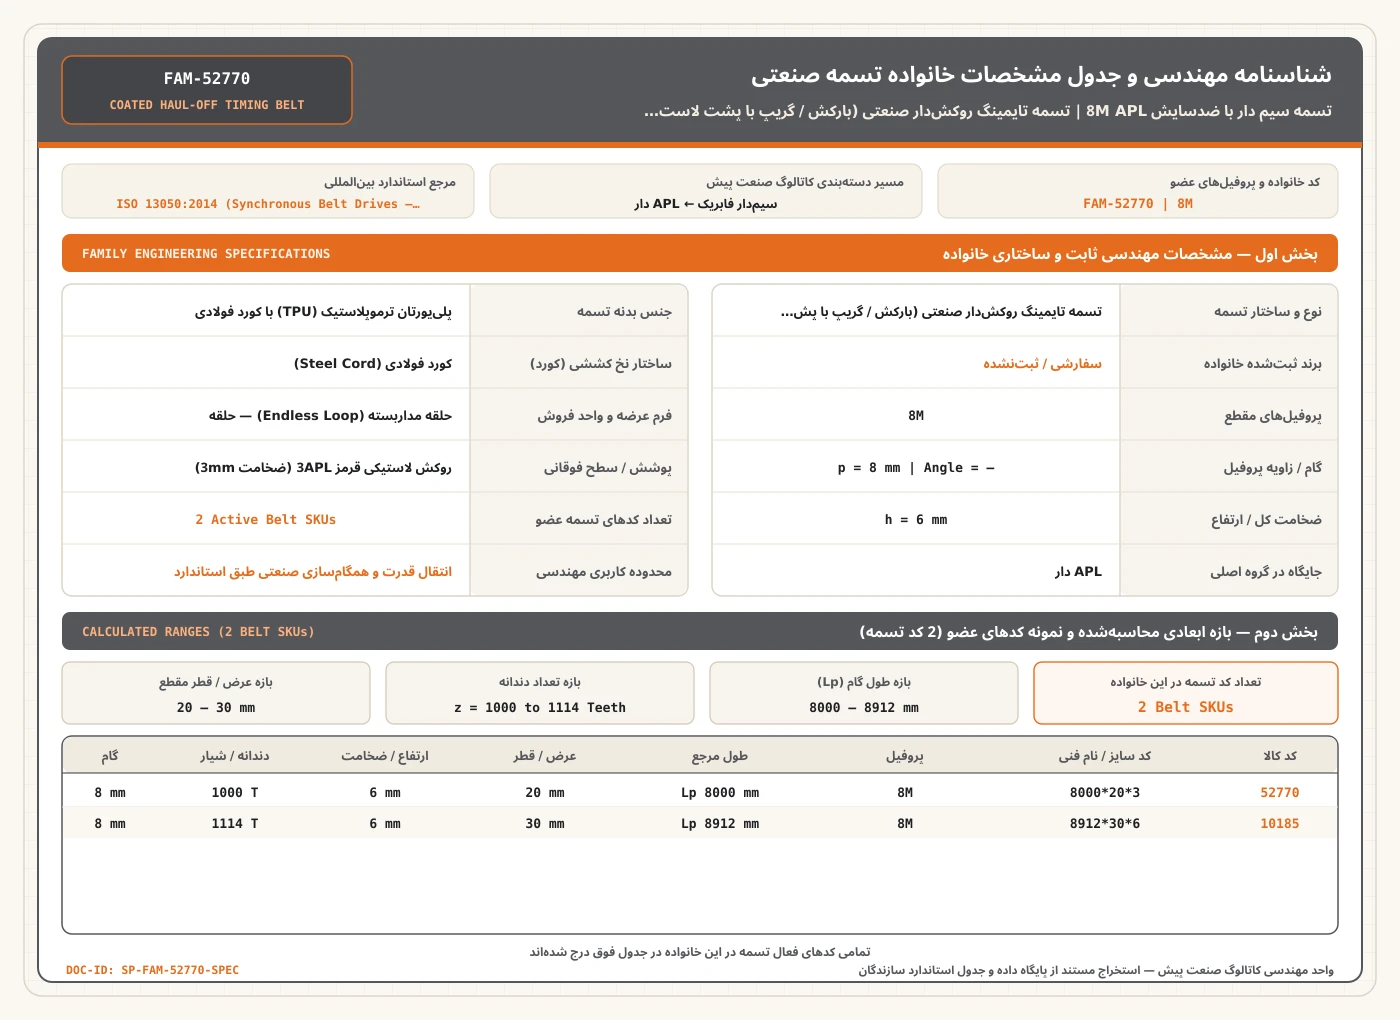 شناسنامه مهندسی و جدول مشخصات خانواده تسمه صنعتی
تسمه سیم دار با ضدسایش 8M APL | تسمه تایمینگ روکش‌دار صنعتی (بارکش / گریپ با پشت لاست...
FAM-52770
COATED HAUL-OFF TIMING BELT
کد خانواده و پروفیل‌های عضو
FAM-52770 | 8M
مسیر دسته‌بندی کاتالوگ صنعت پیش
سیم‌دار فابریک ← APL دار
مرجع استاندارد بین‌المللی
ISO 13050:2014 (Synchronous Belt Drives —…
بخش اول — مشخصات مهندسی ثابت و ساختاری خانواده
FAMILY ENGINEERING SPECIFICATIONS
نوع و ساختار تسمه
تسمه تایمینگ روکش‌دار صنعتی (بارکش / گریپ با پش...
برند ثبت‌شده خانواده
سفارشی / ثبت‌نشده
پروفیل‌های مقطع
8M
گام / زاویه پروفیل
p = 8 mm | Angle = —
ضخامت کل / ارتفاع
h = 6 mm
جایگاه در گروه اصلی
APL دار
جنس بدنه تسمه
پلی‌یورتان ترموپلاستیک (TPU) با کورد فولادی
ساختار نخ کششی (کورد)
کورد فولادی (Steel Cord)
فرم عرضه و واحد فروش
حلقه مداربسته (Endless Loop) — حلقه
پوشش / سطح فوقانی
روکش لاستیکی قرمز 3APL (ضخامت 3mm)
تعداد کدهای تسمه عضو
2 Active Belt SKUs
محدوده کاربری مهندسی
انتقال قدرت و همگام‌سازی صنعتی طبق استاندارد
بخش دوم — بازه ابعادی محاسبه‌شده و نمونه کدهای عضو (2 کد تسمه)
CALCULATED RANGES (2 BELT SKUs)
تعداد کد تسمه در این خانواده
2 Belt SKUs
بازه طول گام (Lp)
8000 — 8912 mm
بازه تعداد دندانه
z = 1000 to 1114 Teeth
بازه عرض / قطر مقطع
20 — 30 mm
کد کالا	کد سایز / نام فنی	پروفیل	طول مرجع	عرض / قطر	ارتفاع / ضخامت	دندانه / شیار	گام
52770	8000*20*3	8M	Lp 8000 mm	20 mm	6 mm	1000 T	8 mm
10185	8912*30*6	8M	Lp 8912 mm	30 mm	6 mm	1114 T	8 mm
تمامی کدهای فعال تسمه در این خانواده در جدول فوق درج شده‌اند
واحد مهندسی کاتالوگ صنعت پیش — استخراج مستند از پایگاه داده و جدول استاندارد سازندگان
DOC-ID: SP-FAM-52770-SPEC